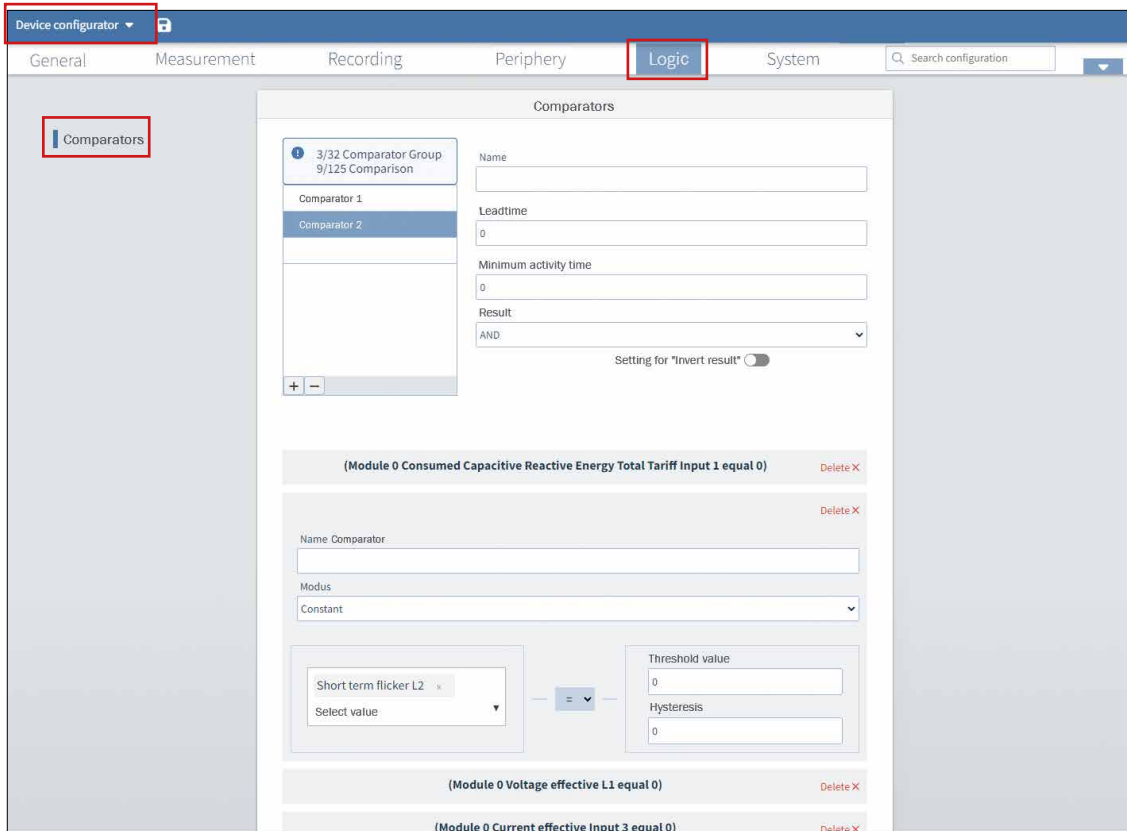 Device configurator
General Measurement Recording Periphery Logic System Search configuration
Comparators
Comparators
3/32 Comparator Group
9/125 Comparison
Comparator 1
Comparator 2
+ −
Name
Leadtime
0
Minimum activity time
0
Result
AND
Setting for "Invert result"
(Module 0 Consumed Capacitive Reactive Energy Total Tariff Input 1 equal 0) Delete X
Delete X
Name Comparator
Modus
Constant
Short term flicker L2 x
Select value
=
Threshold value
0
Hysteresis
0
(Module 0 Voltage effective L1 equal 0) Delete X
(Module 0 Current effective Input 3 equal 0) Delete X